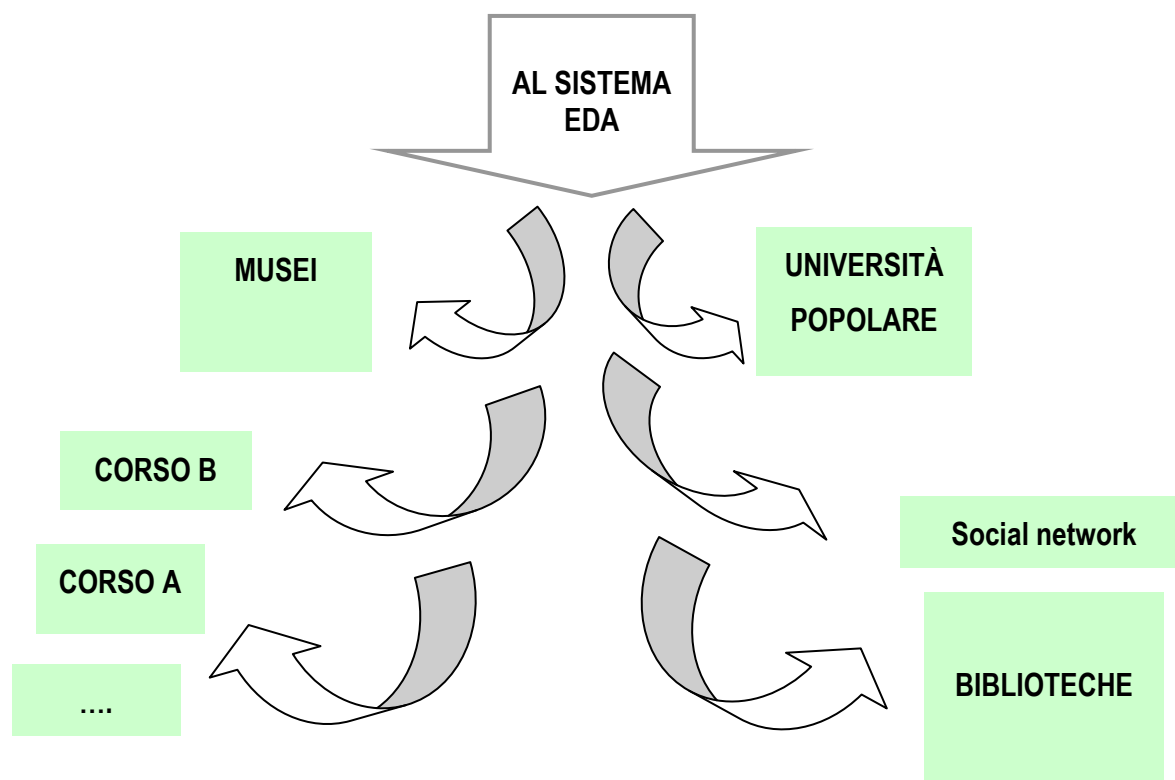 AL SISTEMA
EDA
MUSEI
UNIVERSITÀ
POPOLARE
CORSO B
Social network
CORSO A
BIBLIOTECHE
....